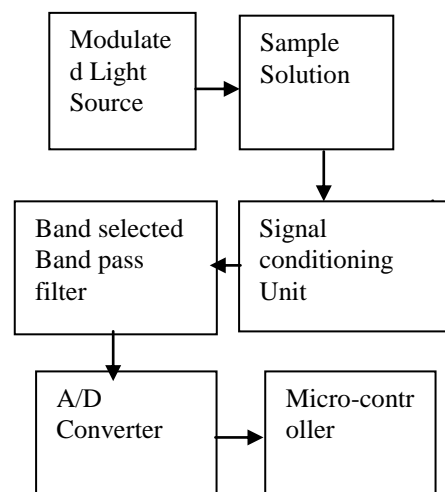 Modulate
d Light
Source
Sample
Solution
Signal
conditioning
Unit
Band selected
Band pass
filter
A/D
Converter
Micro-contr
oller